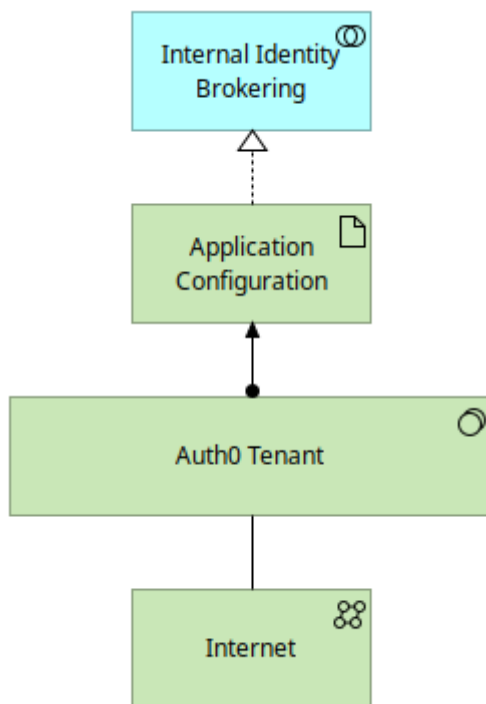 Internal Identity
Brokering
Application
Configuration
Auth0 Tenant
Internet